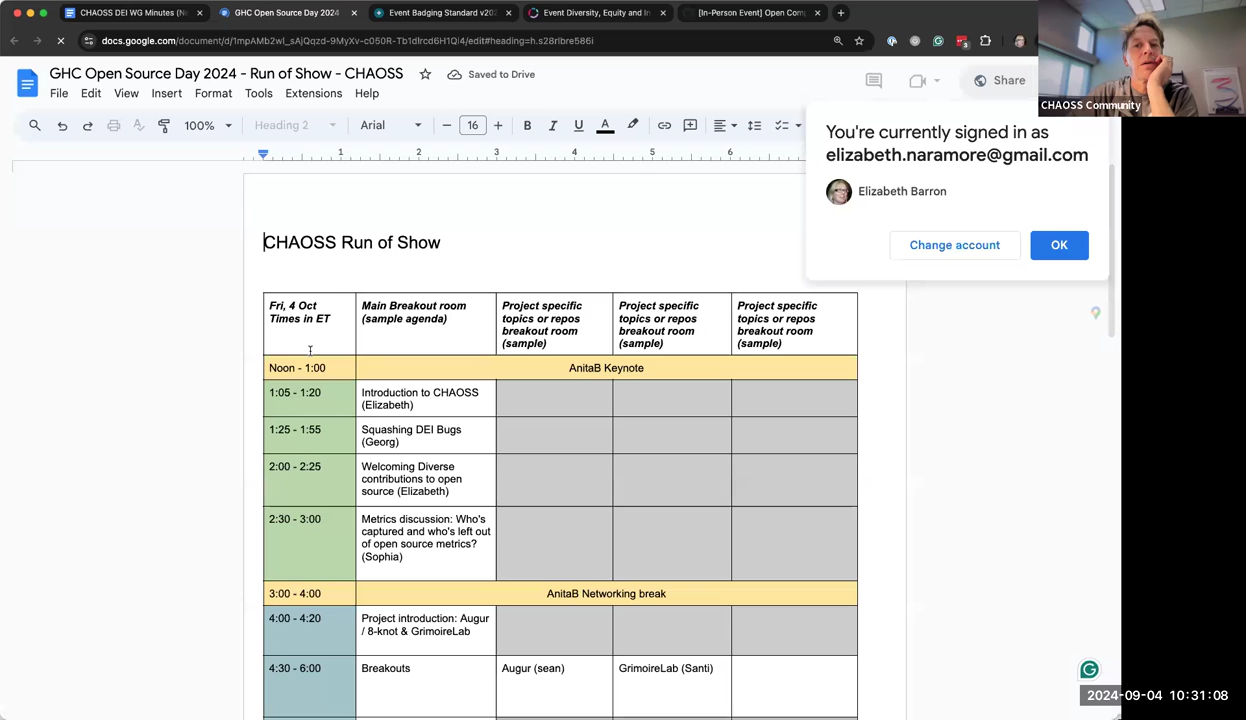 CHAOSS DEI WG Minutes (N
GHC Open Source Day 2024
Event Badging Standard v202
Event Diversity, Equity and In
[In-Person Event] Open Com
docs.google.com/document/d/1mpAMb2wl_sAjQqzd-9MyXv-c050R-Tb1dlrcd6H1Ql4/edit#heading=h.s28rlbre586i
GHC Open Source Day 2024 - Run of Show - CHAOSS
Saved to Drive
File Edit View Insert Format Tools Extensions Help
Share
CHAOSS Community
100% Heading 2 Arial 16 B I U A
1 2 3 4 5 6
You're currently signed in as
elizabeth.naramore@gmail.com
Elizabeth Barron
Change account OK
CHAOSS Run of Show
Fri, 4 Oct
Times in ET
Main Breakout room
(sample agenda)
Project specific
topics or repos
breakout room
(sample)
Project specific
topics or repos
breakout room
(sample)
Project specific
topics or repos
breakout room
(sample)
Noon - 1:00
AnitaB Keynote
1:05 - 1:20
Introduction to CHAOSS
(Elizabeth)
1:25 - 1:55
Squashing DEI Bugs
(Georg)
2:00 - 2:25
Welcoming Diverse
contributions to open
source (Elizabeth)
2:30 - 3:00
Metrics discussion: Who's
captured and who's left out
of open source metrics?
(Sophia)
3:00 - 4:00
AnitaB Networking break
4:00 - 4:20
Project introduction: Augur
/ 8-knot & GrimoireLab
4:30 - 6:00
Breakouts
Augur (sean)
GrimoireLab (Santi)
2024-09-04 10:31:08